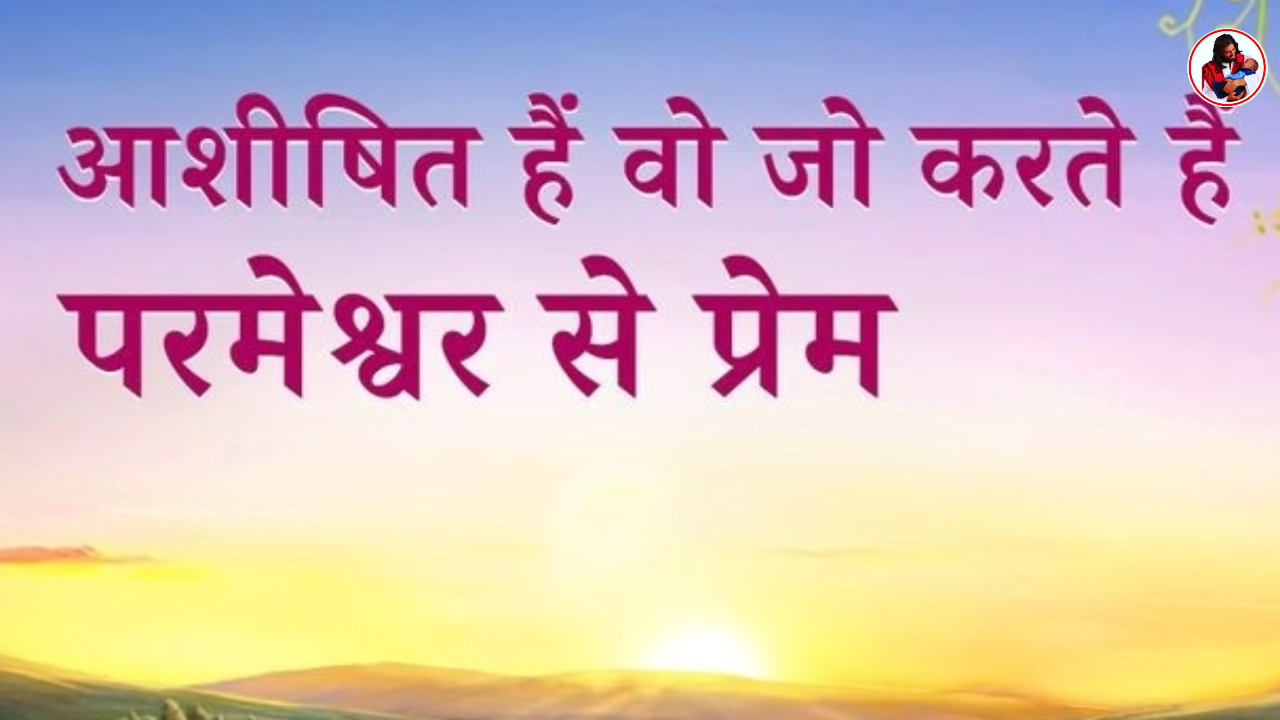 आशीषित हैं वो जो करते हैं
परमेश्वर से प्रेम